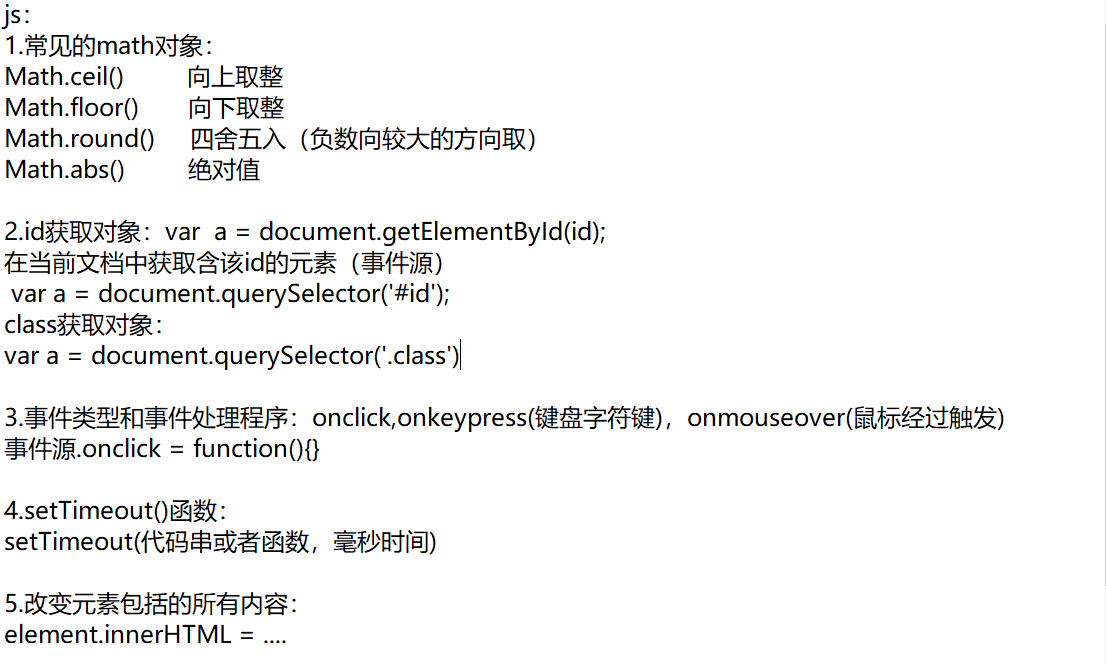 js：
1.常见的math对象：
Math.ceil() 向上取整
Math.floor() 向下取整
Math.round() 四舍五入（负数向较大的方向取）
Math.abs() 绝对值
2.id获取对象：var a = document.getElementById(id);
在当前文档中获取含该id的元素（事件源）
var a = document.querySelector('#id');
class获取对象：
var a = document.querySelector('.class')
3.事件类型和事件处理程序：onclick,onkeypress(键盘字符键)，onmouseover(鼠标经过触发)
事件源.onclick = function(){}
4.setTimeout()函数：
setTimeout(代码串或者函数，毫秒时间)
5.改变元素包括的所有内容：
element.innerHTML = ....